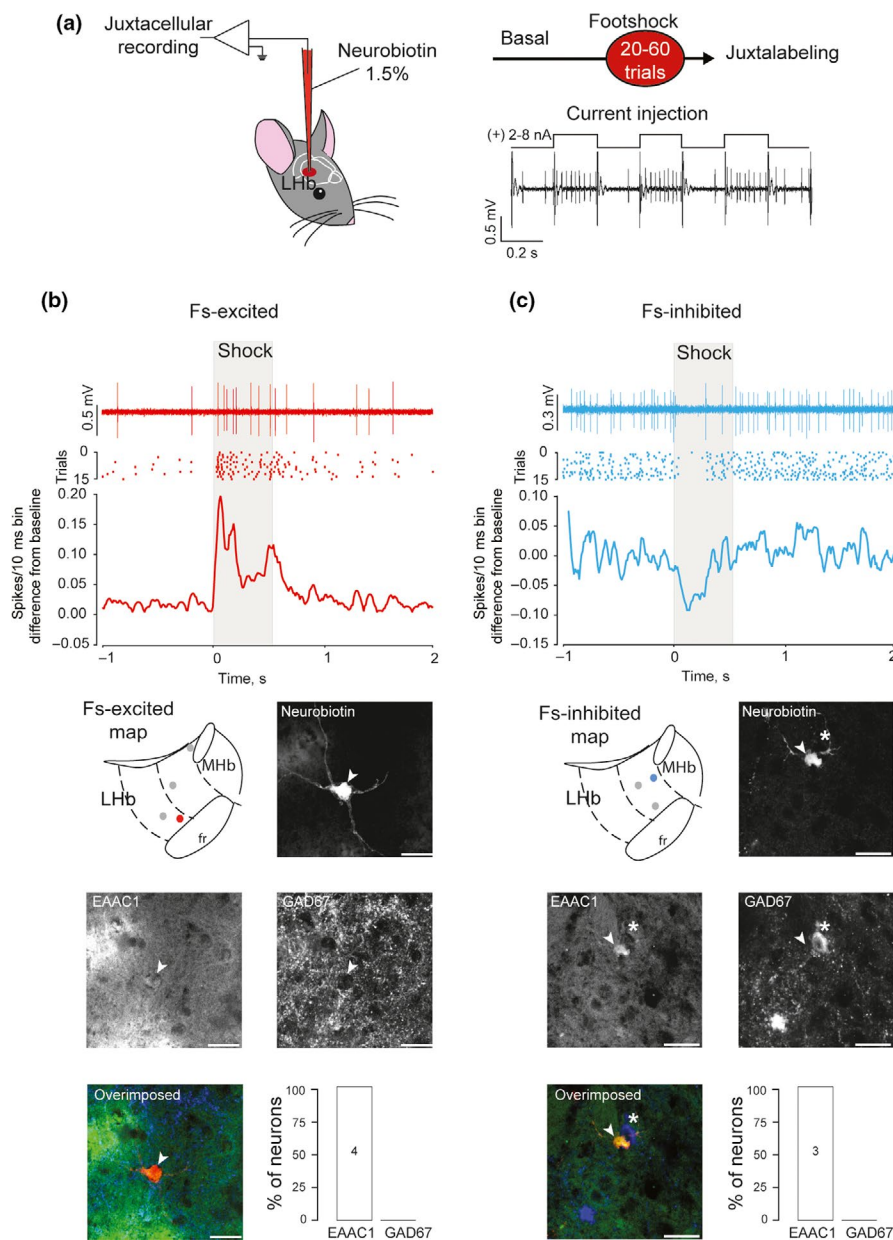 (a)
Juxtacellular
recording
Neurobiotin
1.5%
LHb
Basal
Footshock
20-60
trials
Juxtalabeling
Current injection
(+) 2-8 nA
0.5 mV
0.2 s
(b)
Fs-excited
Shock
0.5 mV
Trials
0
15
Spikes/10 ms bin
difference from baseline
0.20
0.15
0.10
0.05
0.00
–0.05
–1
0
1
2
Time, s
Fs-excited
map
LHb
MHb
fr
Neurobiotin
EAAC1
GAD67
Overimposed
% of neurons
100
75
50
25
0
4
EAAC1 GAD67
(c)
Fs-inhibited
Shock
0.3 mV
Trials
0
15
Spikes/10 ms bin
difference from baseline
0.10
0.05
0.00
–0.05
–0.10
–0.15
–1
0
1
2
Time, s
Fs-inhibited
map
LHb
MHb
fr
Neurobiotin
*
EAAC1
*
GAD67
*
Overimposed
*
% of neurons
100
75
50
25
0
3
EAAC1 GAD67